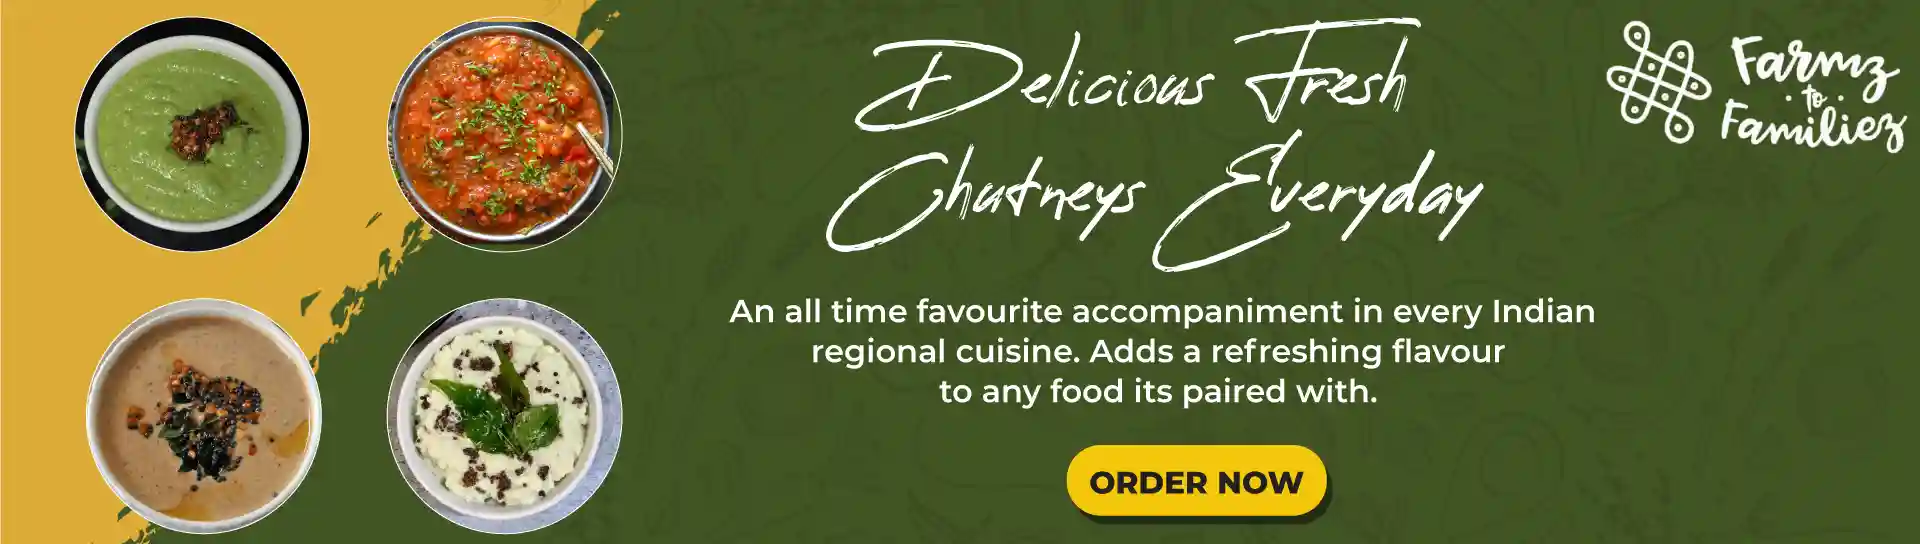 Delicious Fresh
Chutneys Everyday
An all time favourite accompaniment in every Indian
regional cuisine. Adds a refreshing flavour
to any food its paired with.
ORDER NOW
Farmz
to
Familiez